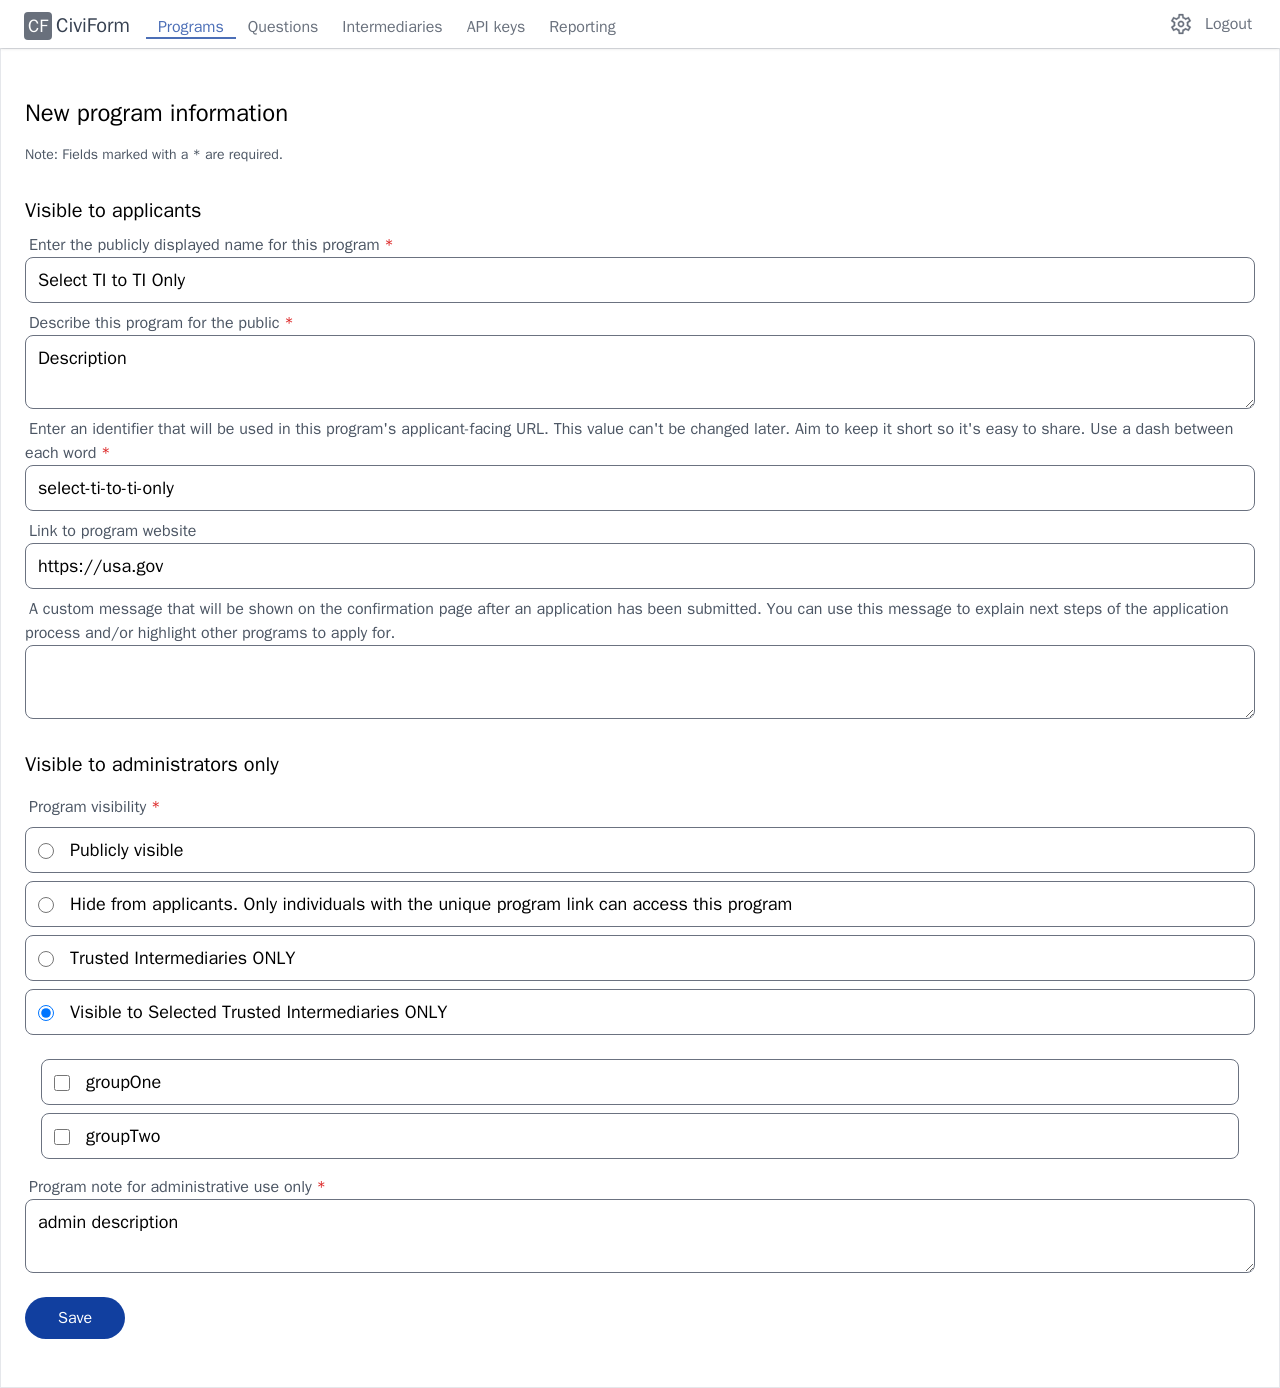 CF CiviForm Programs Questions Intermediaries API keys Reporting Logout
New program information
Note: Fields marked with a * are required.
Visible to applicants
Enter the publicly displayed name for this program *
Select TI to TI Only
Describe this program for the public *
Description
Enter an identifier that will be used in this program's applicant-facing URL. This value can't be changed later. Aim to keep it short so it's easy to share. Use a dash between
each word *
select-ti-to-ti-only
Link to program website
https://usa.gov
A custom message that will be shown on the confirmation page after an application has been submitted. You can use this message to explain next steps of the application
process and/or highlight other programs to apply for.
Visible to administrators only
Program visibility *
Publicly visible
Hide from applicants. Only individuals with the unique program link can access this program
Trusted Intermediaries ONLY
Visible to Selected Trusted Intermediaries ONLY
groupOne
groupTwo
Program note for administrative use only *
admin description
Save